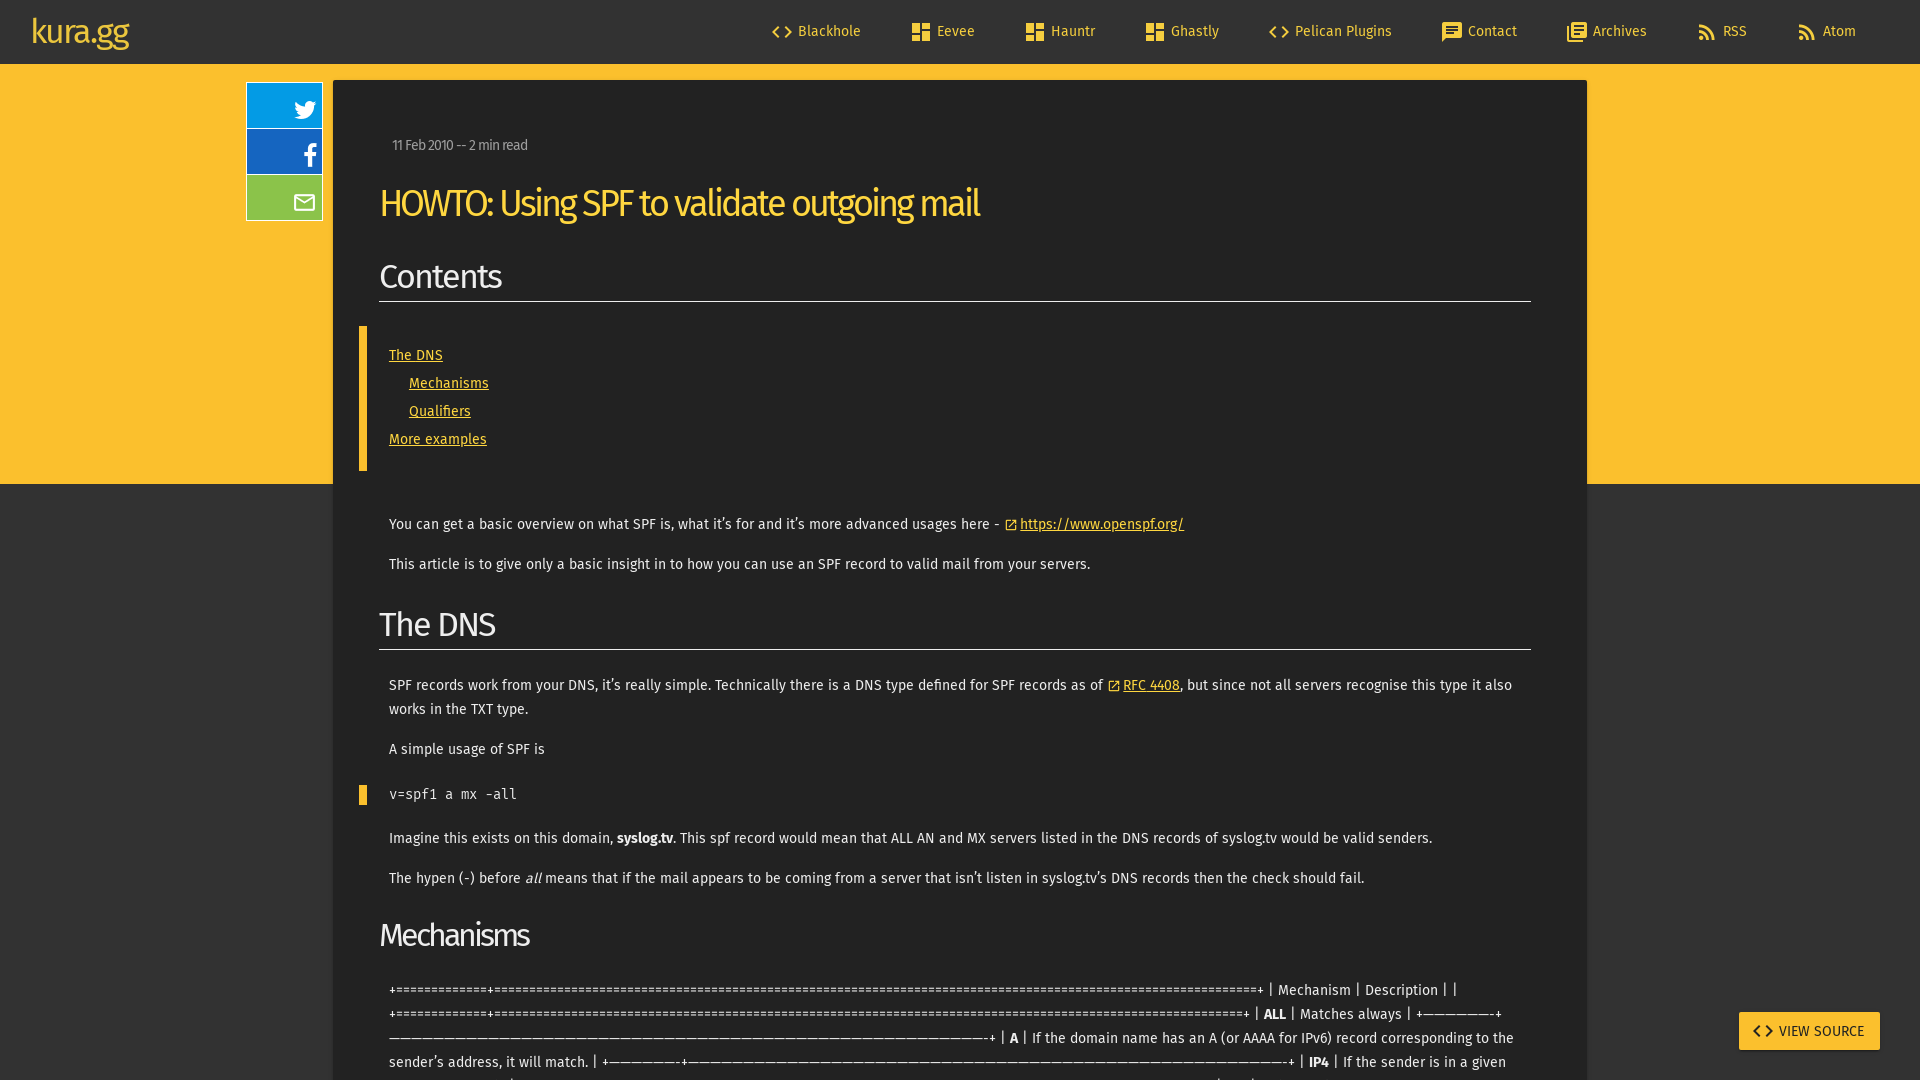 kura.gg
Blackhole
Eevee
Hauntr
Ghastly
Pelican Plugins
Contact
Archives
RSS
Atom
11 Feb 2010 -- 2 min read
HOWTO: Using SPF to validate outgoing mail
Contents
The DNS
Mechanisms
Qualifiers
More examples
You can get a basic overview on what SPF is, what it’s for and it’s more advanced usages here - https://www.openspf.org/
This article is to give only a basic insight in to how you can use an SPF record to valid mail from your servers.
The DNS
SPF records work from your DNS, it’s really simple. Technically there is a DNS type defined for SPF records as of RFC 4408, but since not all servers recognise this type it also
works in the TXT type.
A simple usage of SPF is
v=spf1 a mx -all
Imagine this exists on this domain, syslog.tv. This spf record would mean that ALL AN and MX servers listed in the DNS records of syslog.tv would be valid senders.
The hypen (-) before all means that if the mail appears to be coming from a server that isn’t listen in syslog.tv’s DNS records then the check should fail.
Mechanisms
+=============+=================================================================================================================+ | Mechanism | Description | |
+=============+===========================================================================================================+ | ALL | Matches always | +——————-+
——————————————————————————————————————————————————————-+ | A | If the domain name has an A (or AAAA for IPv6) record corresponding to the
sender’s address, it will match. | +——————-+——————————————————————————————————————————————————————-+ | IP4 | If the sender is in a given
VIEW SOURCE